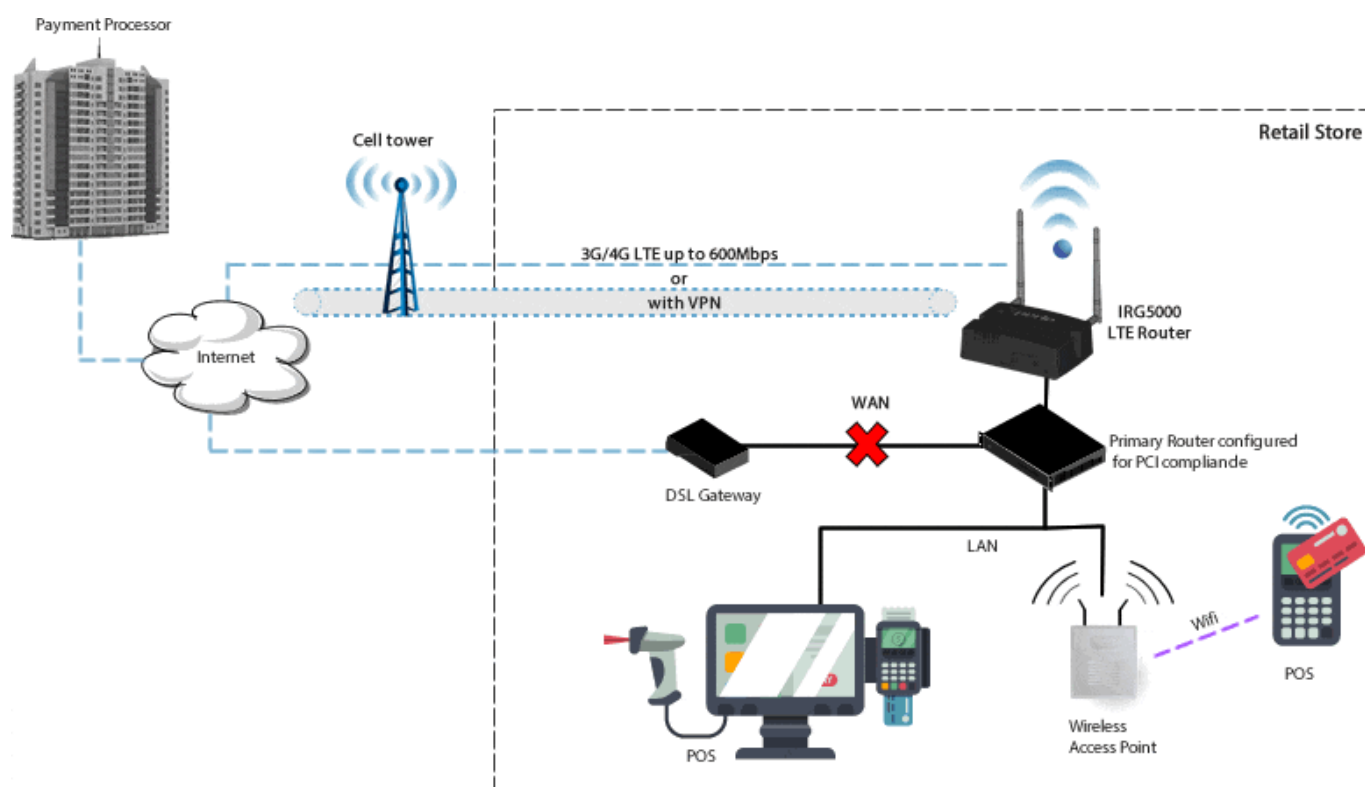 Payment Processor
Retail Store
Cell tower
3G/4G LTE up to 600Mbps
or
with VPN
IRG5000
LTE Router
Internet
WAN
Primary Router configured
for PCI compliande
DSL Gateway
LAN
Wifi
POS
Wireless
Access Point
POS